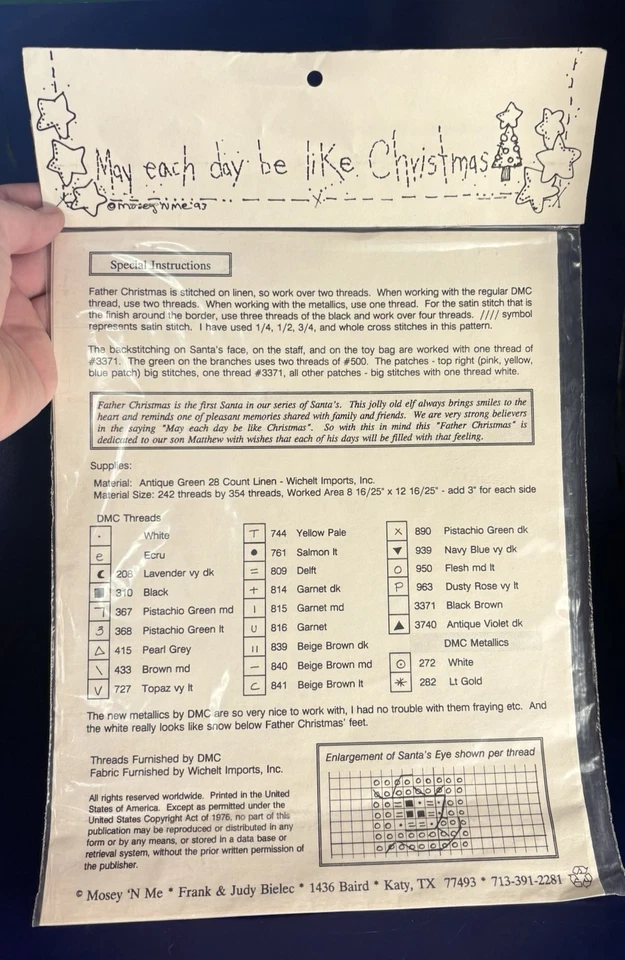 May each day be like Christmas
© Mosey 'N Me '93
Special Instructions
Father Christmas is stitched on linen, so work over two threads. When working with the regular DMC
thread, use two threads. When working with the metallics, use one thread. For the satin stitch that is
the finish around the border, use three threads of the black and work over four threads. //// symbol
represents satin stitch. I have used 1/4, 1/2, 3/4, and whole cross stitches in this pattern.
The backstitching on Santa's face, on the staff, and on the toy bag are worked with one thread of
#3371. The green on the branches uses two threads of #500. The patches - top right (pink, yellow,
blue patch) big stitches, one thread #3371, all other patches - big stitches with one thread white.
Father Christmas is the first Santa in our series of Santa's. This jolly old elf always brings smiles to the
heart and reminds one of pleasant memories shared with family and friends. We are very strong believers
in the saying "May each day be like Christmas". So with this in mind this "Father Christmas" is
dedicated to our son Matthew with wishes that each of his days will be filled with that feeling.
Supplies:
Material: Antique Green 28 Count Linen - Wichelt Imports, Inc.
Material Size: 242 threads by 354 threads, Worked Area 8 16/25" x 12 16/25" - add 3" for each side
DMC Threads
· White
e Ecru
☾ 208 Lavender vy dk
■ 310 Black
ㄱ 367 Pistachio Green md
3 368 Pistachio Green lt
△ 415 Pearl Grey
\ 433 Brown md
V 727 Topaz vy lt
T 744 Yellow Pale
● 761 Salmon lt
= 809 Delft
+ 814 Garnet dk
I 815 Garnet md
U 816 Garnet
II 839 Beige Brown dk
— 840 Beige Brown md
C 841 Beige Brown lt
X 890 Pistachio Green dk
▼ 939 Navy Blue vy dk
O 950 Flesh md lt
P 963 Dusty Rose vy lt
3371 Black Brown
▲ 3740 Antique Violet dk
DMC Metallics
⊙ 272 White
✳ 282 Lt Gold
The new metallics by DMC are so very nice to work with, I had no trouble with them fraying etc. And
the white really looks like snow below Father Christmas' feet.
Threads Furnished by DMC
Fabric Furnished by Wichelt Imports, Inc.
All rights reserved worldwide. Printed in the United
States of America. Except as permitted under the
United States Copyright Act of 1976, no part of this
publication may be reproduced or distributed in any
form or by any means, or stored in a data base or
retrieval system, without the prior written permission of
the publisher.
Enlargement of Santa's Eye shown per thread
© Mosey 'N Me * Frank & Judy Bielec * 1436 Baird * Katy, TX 77493 * 713-391-2281